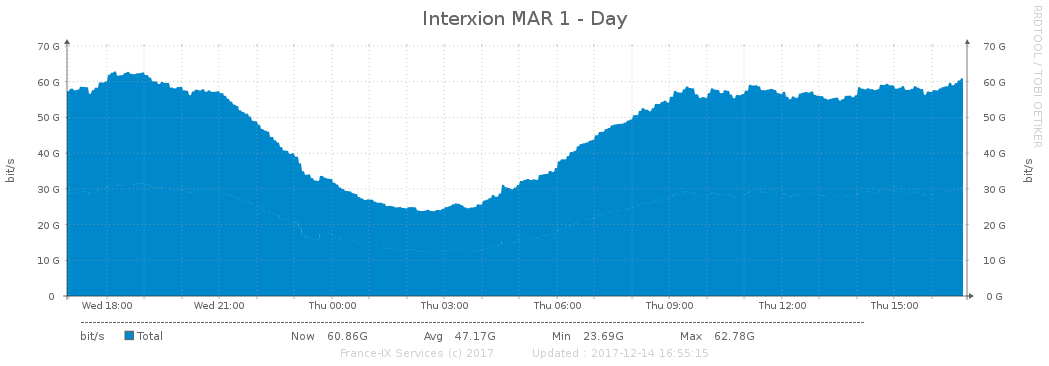 Interxion MAR 1 - Day
RRDTOOL / TOBI OETIKER
70 G 70 G
60 G 60 G
50 G 50 G
40 G 40 G
30 G 30 G
20 G 20 G
10 G 10 G
0 0 G
bit/s bit/s
Wed 18:00 Wed 21:00 Thu 00:00 Thu 03:00 Thu 06:00 Thu 09:00 Thu 12:00 Thu 15:00
bit/s Total Now 60.86G Avg 47.17G Min 23.69G Max 62.78G
France-IX Services (c) 2017 Updated : 2017-12-14 16:55:15